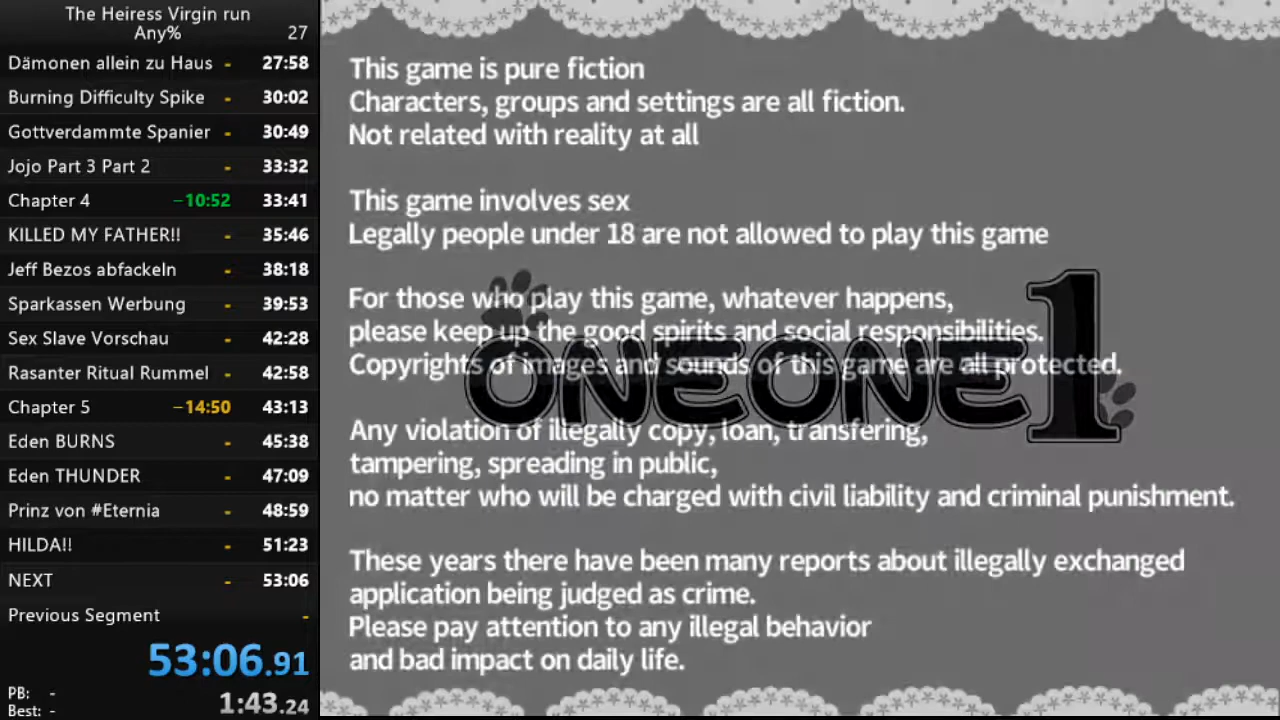 The Heiress Virgin run
Any% 27
Dämonen allein zu Haus - 27:58
Burning Difficulty Spike - 30:02
Gottverdammte Spanier - 30:49
Jojo Part 3 Part 2 - 33:32
Chapter 4 −10:52 33:41
KILLED MY FATHER!! - 35:46
Jeff Bezos abfackeln - 38:18
Sparkassen Werbung - 39:53
Sex Slave Vorschau - 42:28
Rasanter Ritual Rummel - 42:58
Chapter 5 −14:50 43:13
Eden BURNS - 45:38
Eden THUNDER - 47:09
Prinz von #Eternia - 48:59
HILDA!! - 51:23
NEXT - 53:06
Previous Segment -
53:06.91
PB: -
Best: - 1:43.24
This game is pure fiction
Characters, groups and settings are all fiction.
Not related with reality at all
This game involves sex
Legally people under 18 are not allowed to play this game
For those who play this game, whatever happens,
please keep up the good spirits and social responsibilities.
Copyrights of images and sounds of this game are all protected.
ONEONE1
Any violation of illegally copy, loan, transfering,
tampering, spreading in public,
no matter who will be charged with civil liability and criminal punishment.
These years there have been many reports about illegally exchanged
application being judged as crime.
Please pay attention to any illegal behavior
and bad impact on daily life.